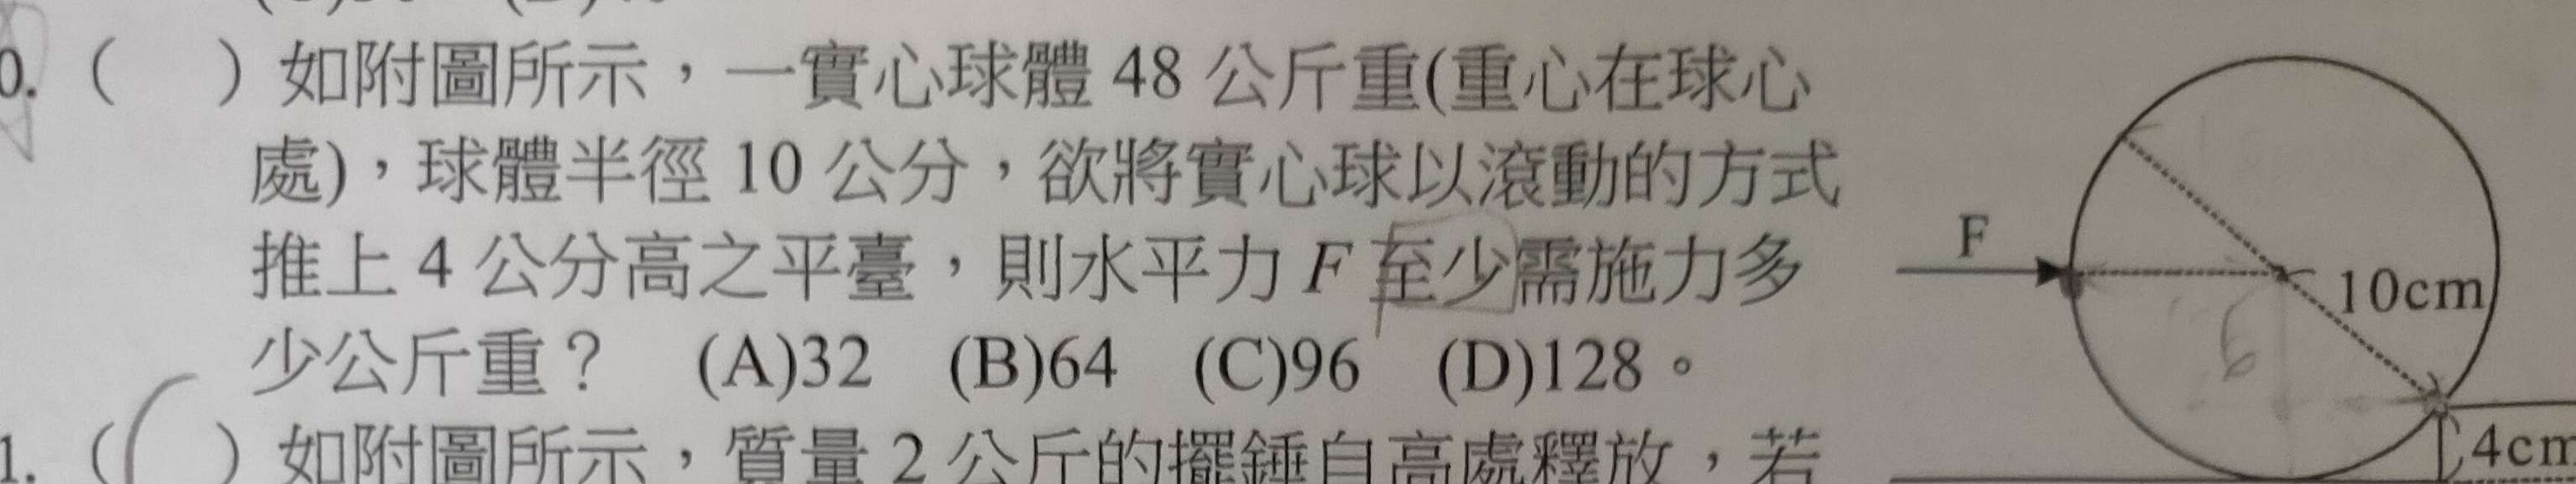 0. (　) 如附圖所示，一實心球體 48 公斤重(重心在球心
處)，球體半徑 10 公分，欲將實心球以滾動的方式
推上 4 公分高之平臺，則水平力 F 至少需施力多
少公斤重？ (A)32 (B)64 (C)96 (D)128。
1. (　) 如附圖所示，質量 2 公斤的擺錘自高處釋放，若
F
10cm
6
4cm